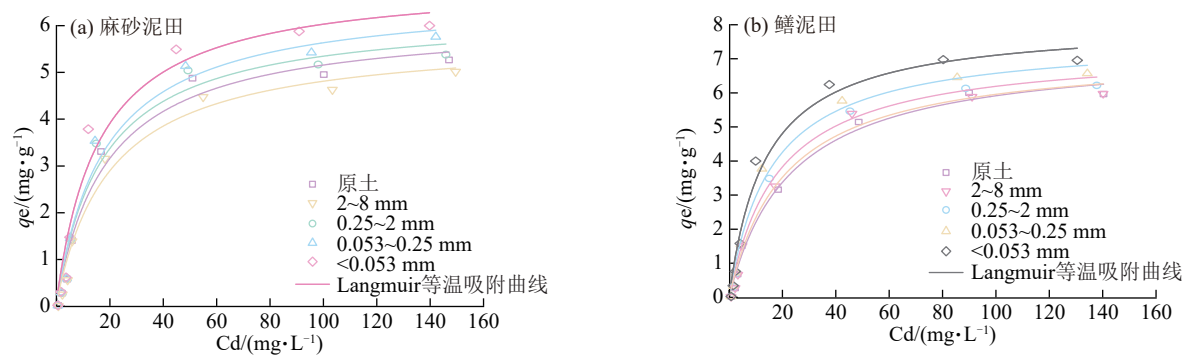 (a) 麻砂泥田
6
5
4
3
2
1
0
qe/(mg·g⁻¹)
原土
2~8 mm
0.25~2 mm
0.053~0.25 mm
<0.053 mm
Langmuir等温吸附曲线
0 20 40 60 80 100 120 140 160
Cd/(mg·L⁻¹)
(b) 鳝泥田
8
7
6
5
4
3
2
1
0
qe/(mg·g⁻¹)
原土
2~8 mm
0.25~2 mm
0.053~0.25 mm
<0.053 mm
Langmuir等温吸附曲线
0 20 40 60 80 100 120 140 160
Cd/(mg·L⁻¹)